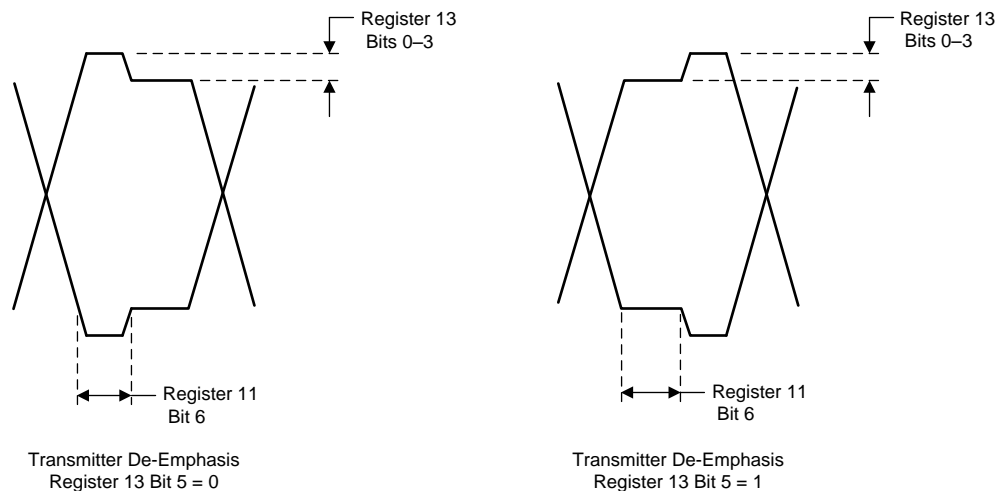 Register 13
Bits 0–3
Register 11
Bit 6
Transmitter De-Emphasis
Register 13 Bit 5 = 0
Register 13
Bits 0–3
Register 11
Bit 6
Transmitter De-Emphasis
Register 13 Bit 5 = 1